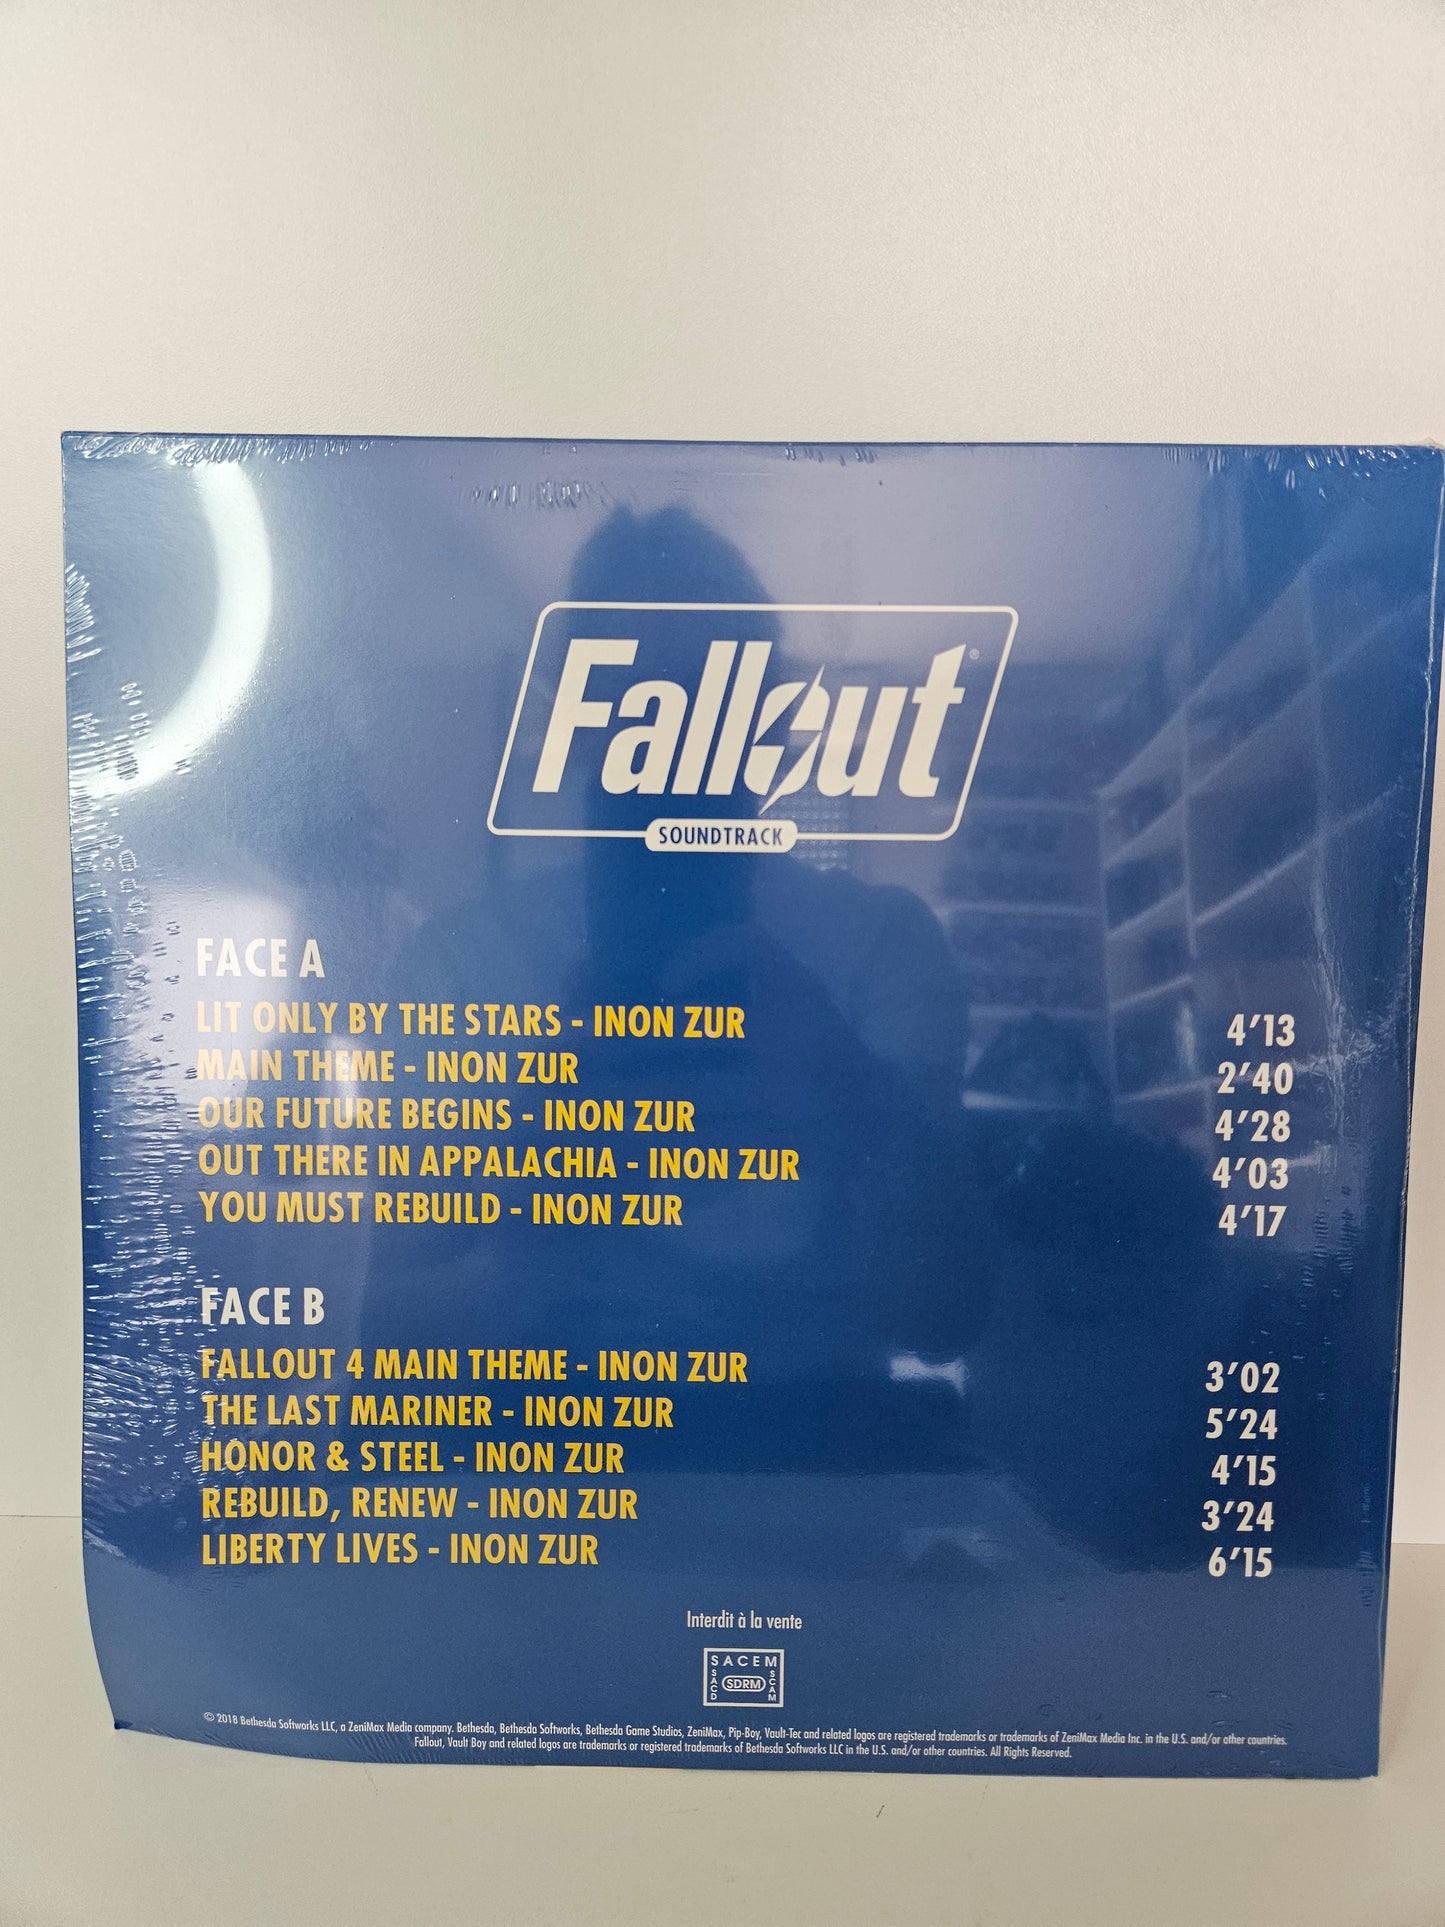 Fallout®
SOUNDTRACK
FACE A
LIT ONLY BY THE STARS - INON ZUR 4'13
MAIN THEME - INON ZUR 2'40
OUR FUTURE BEGINS - INON ZUR 4'28
OUT THERE IN APPALACHIA - INON ZUR 4'03
YOU MUST REBUILD - INON ZUR 4'17
FACE B
FALLOUT 4 MAIN THEME - INON ZUR 3'02
THE LAST MARINER - INON ZUR 5'24
HONOR & STEEL - INON ZUR 4'15
REBUILD, RENEW - INON ZUR 3'24
LIBERTY LIVES - INON ZUR 6'15
Interdit à la vente
SACEM
SACD SDRM SCAM
© 2018 Bethesda Softworks LLC, a ZeniMax Media company. Bethesda, Bethesda Softworks, Bethesda Game Studios, ZeniMax, Pip-Boy, Vault-Tec and related logos are registered trademarks or trademarks of ZeniMax Media Inc. in the U.S. and/or other countries.
Fallout, Vault Boy and related logos are trademarks or registered trademarks of Bethesda Softworks LLC in the U.S. and/or other countries. All Rights Reserved.